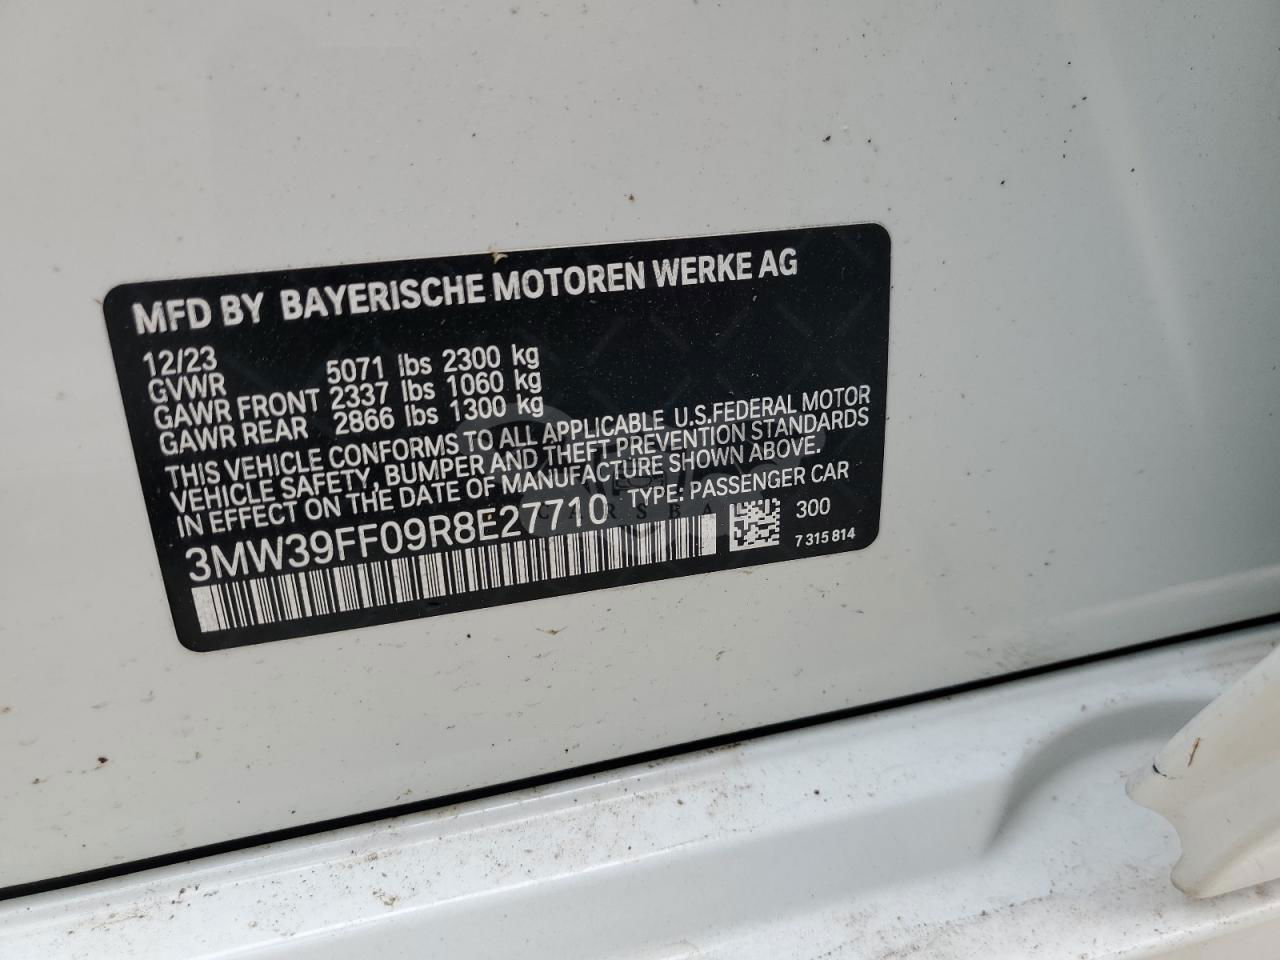 MFD BY BAYERISCHE MOTOREN WERKE AG
12/23
GVWR 5071 lbs 2300 kg
GAWR FRONT 2337 lbs 1060 kg
GAWR REAR 2866 lbs 1300 kg
THIS VEHICLE CONFORMS TO ALL APPLICABLE U.S.FEDERAL MOTOR
VEHICLE SAFETY, BUMPER AND THEFT PREVENTION STANDARDS
IN EFFECT ON THE DATE OF MANUFACTURE SHOWN ABOVE.
3MW39FF09R8E27710 TYPE: PASSENGER CAR
300
7 315 814
CARSBA